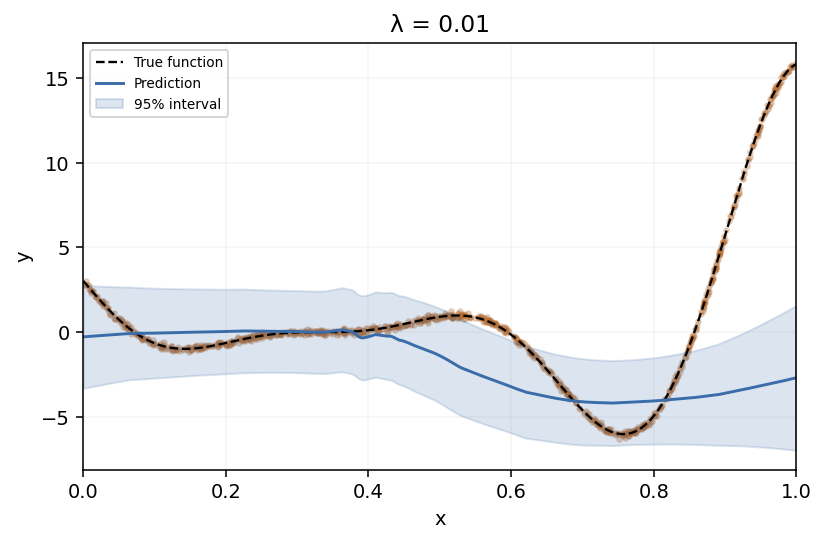 λ = 0.01
True function
Prediction
95% interval
y
15
10
5
0
−5
0.0 0.2 0.4 0.6 0.8 1.0
x